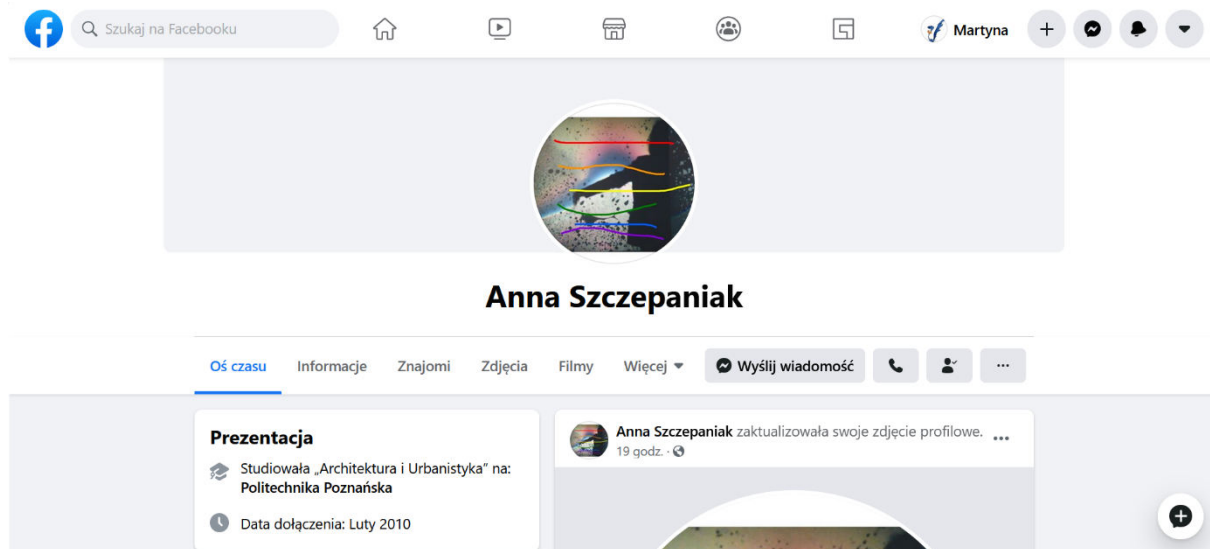 Szukaj na Facebooku
Martyna
Anna Szczepaniak
Oś czasu Informacje Znajomi Zdjęcia Filmy Więcej Wyślij wiadomość
Prezentacja
Studiowała „Architektura i Urbanistyka” na:
Politechnika Poznańska
Data dołączenia: Luty 2010
Anna Szczepaniak zaktualizowała swoje zdjęcie profilowe.
19 godz. ·